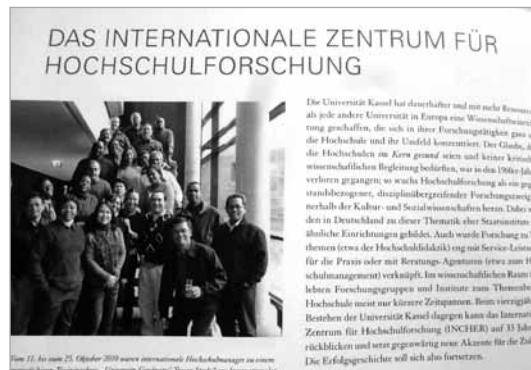 DAS INTERNATIONALE ZENTRUM FÜR
HOCHSCHULFORSCHUNG
Die Universität Kassel hat dauerhafter und mit mehr
als jede andere Universität in Europa eine
tung geschaffen, die sich in ihrer Forschungstätigkeit ganz
die Hochschule und ihr Umfeld konzentriert. Der Glaube,
die Hochschulen im Kern gesund seien und keiner
wissenschaftlichen Begleitung bedürften, war in den
verloren gegangen; so wuchs Hochschulforschung als ein
standsbezogener, disziplinübergreifender
nerhalb der Kultur- und Sozialwissenschaften heran. Dabei
den in Deutschland zu dieser Thematik eher
ähnliche Einrichtungen gebildet. Auch wurde Forschung zu
themen (etwa der Hochschuldidaktik) eng mit
für die Praxis oder mit Beratungs-Agenturen (etwa zum
schulmanagement) verknüpft. Im wissenschaftlichen Raum
lebten Forschungsgruppen und Institute zum
Hochschule meist nur kürzere Zeitspannen. Beim
Bestehen der Universität Kassel dagegen kann das
Zentrum für Hochschulforschung (INCHER) auf 33
rückblicken und setzt gegenwärtig neue Akzente für die
Die Erfolgsgeschichte soll sich also fortsetzen.
Vom 11. bis zum 25. Oktober 2010 waren internationale Hochschulmanager zu einem